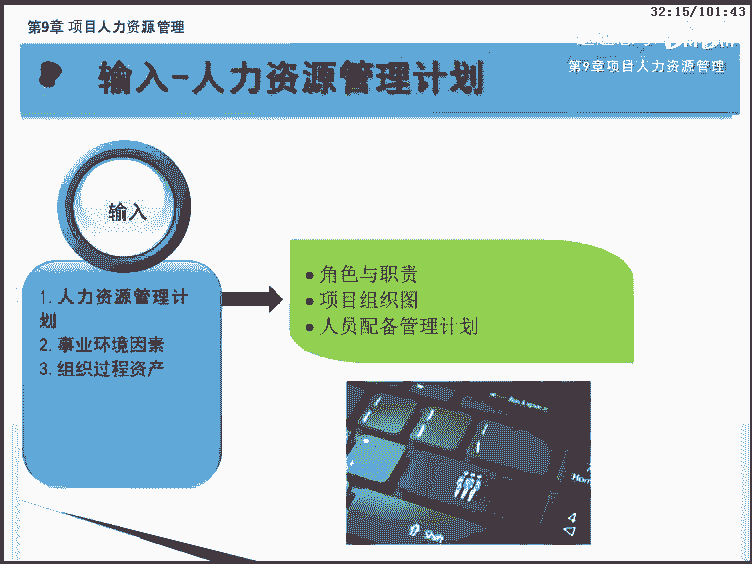 32:15/101:43
第9章 项目人力资源管理
输入-人力资源管理计划
第9章项目人力资源管理
输入
1. 人力资源管理计
划
2. 事业环境因素
3. 组织过程资产
● 角色与职责
● 项目组织图
● 人员配备管理计划
Shift
4